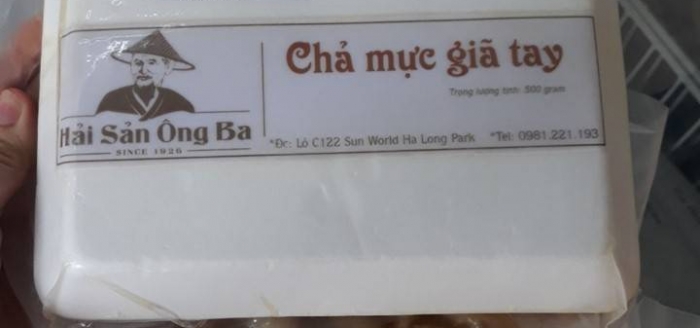 Chả mực giã tay
Trọng lượng tịnh: 500 gram
Hải Sản Ông Ba
SINCE 1926
*Đc: Lô C122 Sun World Ha Long Park *Tel: 0981.221.193